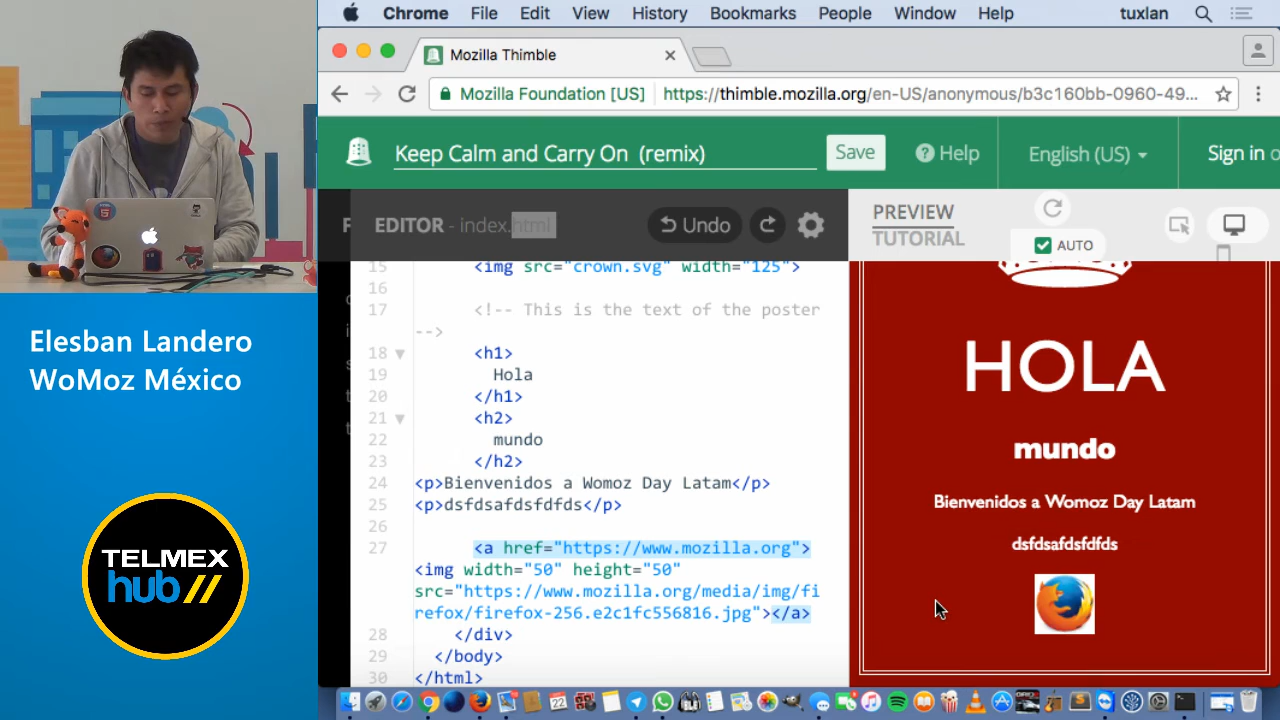 Chrome File Edit View History Bookmarks People Window Help tuxlan
Mozilla Thimble
Mozilla Foundation [US] https://thimble.mozilla.org/en-US/anonymous/b3c160bb-0960-49...
Keep Calm and Carry On (remix) Save Help English (US) Sign in o
F EDITOR - index.html Undo
PREVIEW
TUTORIAL
AUTO
15 <img src="crown.svg" width="125">
16
17 <!-- This is the text of the poster
-->
18 <h1>
19 Hola
20 </h1>
21 <h2>
22 mundo
23 </h2>
24 <p>Bienvenidos a Womoz Day Latam</p>
25 <p>dsfdsafdsfdfds</p>
26
27 <a href="https://www.mozilla.org">
<img width="50" height="50"
src="https://www.mozilla.org/media/img/fi
refox/firefox-256.e2c1fc556816.jpg"></a>
28 </div>
29 </body>
30 </html>
HOLA
mundo
Bienvenidos a Womoz Day Latam
dsfdsafdsfdfds
Elesban Landero
WoMoz México
TELMEX
hub//
22